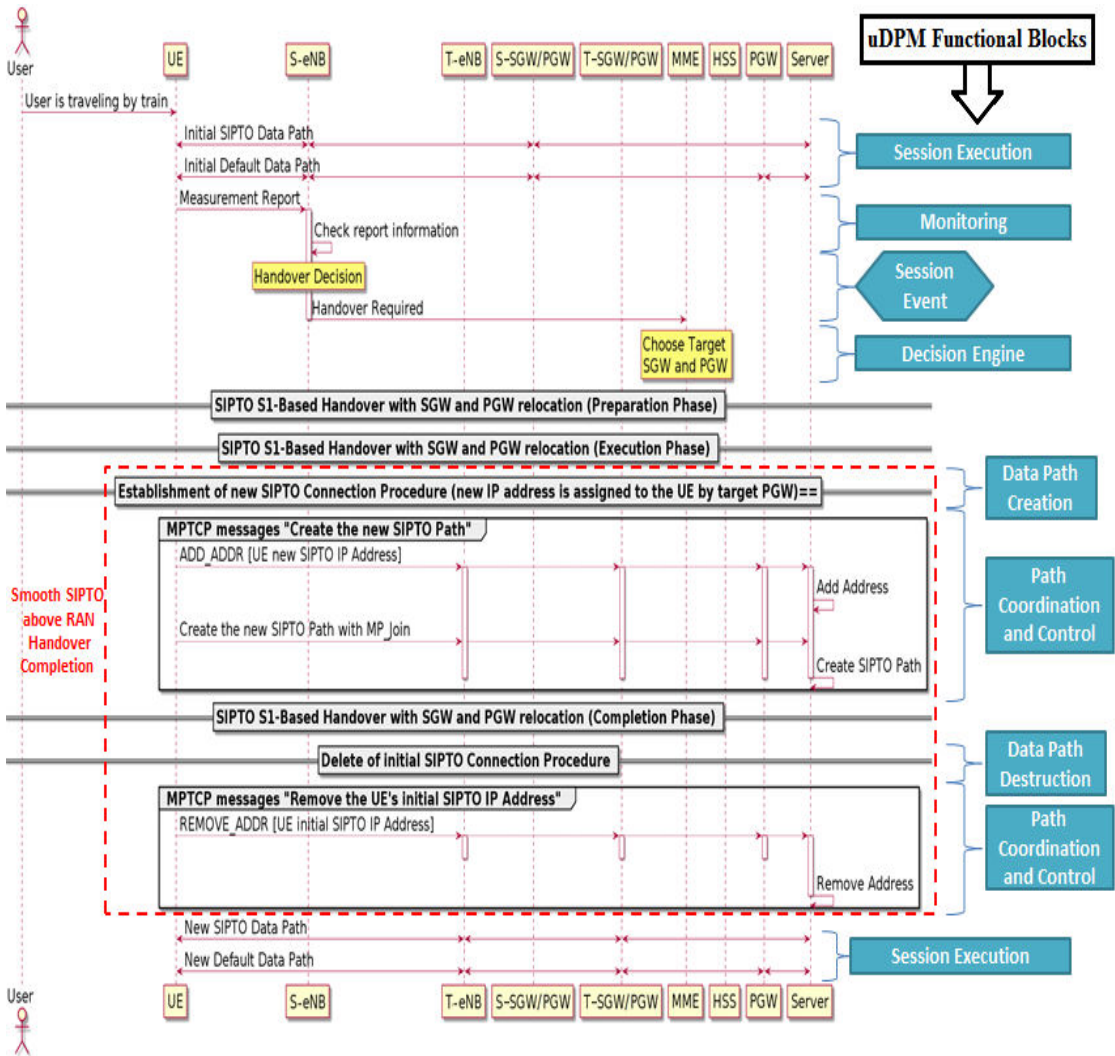 uDPM Functional Blocks
User
UE
S-eNB
T-eNB
S-SGW/PGW
T-SGW/PGW
MME
HSS
PGW
Server
User is traveling by train
Initial SIPTO Data Path
Session Execution
Initial Default Data Path
Measurement Report
Monitoring
Check report information
Handover Decision
Session
Event
Handover Required
Choose Target
SGW and PGW
Decision Engine
SIPTO S1-Based Handover with SGW and PGW relocation (Preparation Phase)
SIPTO S1-Based Handover with SGW and PGW relocation (Execution Phase)
Establishment of new SIPTO Connection Procedure (new IP address is assigned to the UE by target PGW)==
Data Path
Creation
MPTCP messages "Create the new SIPTO Path"
ADD_ADDR [UE new SIPTO IP Address]
Add Address
Smooth SIPTO
above RAN
Handover
Completion
Path
Coordination
and Control
Create the new SIPTO Path with MP_Join
Create SIPTO Path
SIPTO S1-Based Handover with SGW and PGW relocation (Completion Phase)
Delete of initial SIPTO Connection Procedure
Data Path
Destruction
MPTCP messages "Remove the UE's initial SIPTO IP Address"
REMOVE_ADDR [UE initial SIPTO IP Address]
Path
Coordination
and Control
Remove Address
New SIPTO Data Path
New Default Data Path
Session Execution
User
UE
S-eNB
T-eNB
S-SGW/PGW
T-SGW/PGW
MME
HSS
PGW
Server